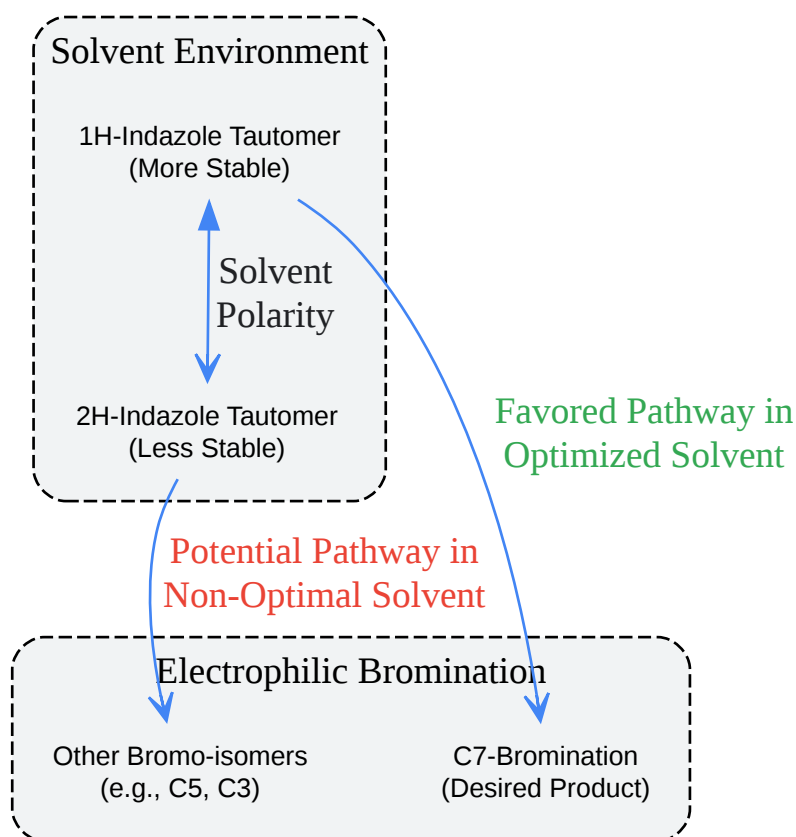 Solvent Environment
1H-Indazole Tautomer
(More Stable)
Solvent
Polarity
2H-Indazole Tautomer
(Less Stable)
Favored Pathway in
Optimized Solvent
Potential Pathway in
Non-Optimal Solvent
Electrophilic Bromination
Other Bromo-isomers
(e.g., C5, C3)
C7-Bromination
(Desired Product)